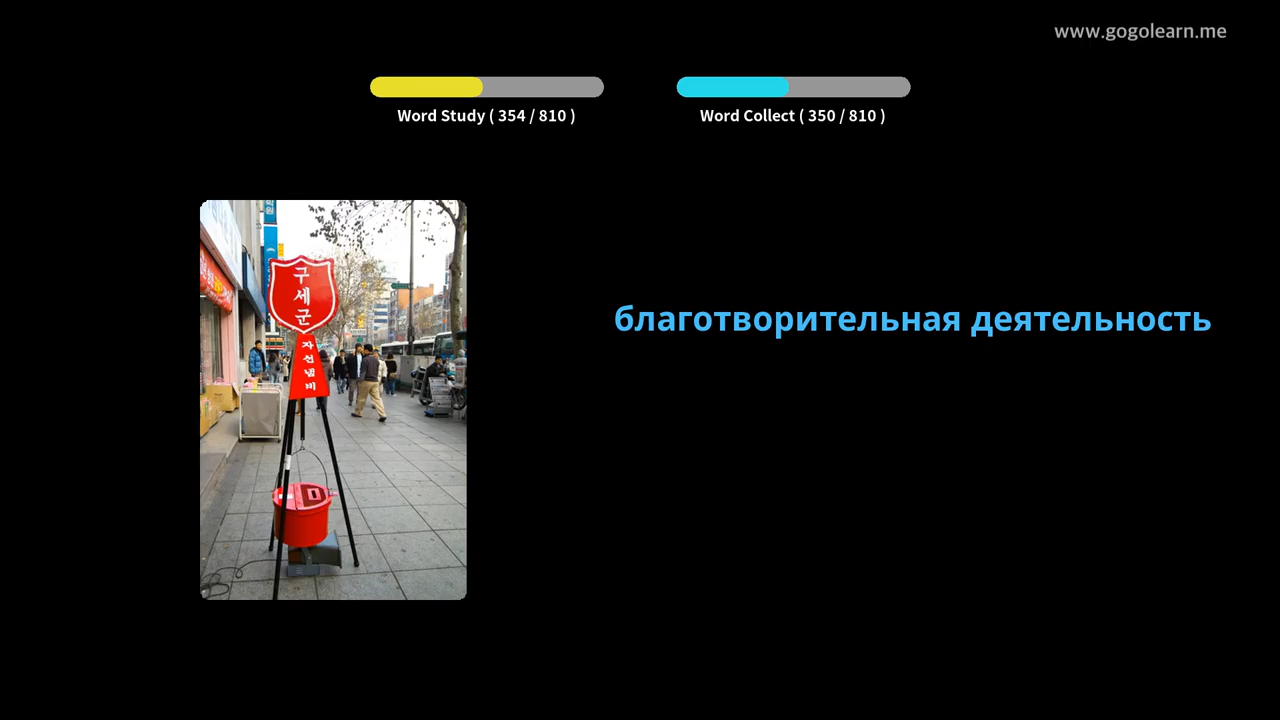 www.gogolearn.me
Word Study ( 354 / 810 )
Word Collect ( 350 / 810 )
구세군
자선냄비
благотворительная деятельность